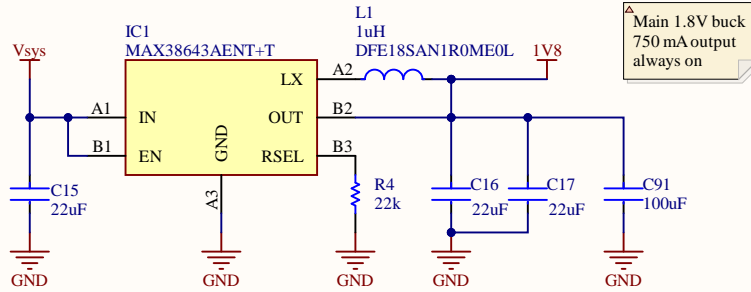 L1
1uH
DFE18SAN1R0ME0L
IC1
MAX38643AENT+T
Vsys
1V8
Main 1.8V buck
750 mA output
always on
A1
IN
LX
A2
OUT
B2
B1
EN
GND
RSEL
B3
A3
C15
22uF
R4
22k
C16
22uF
C17
22uF
C91
100uF
GND
GND
GND
GND
GND